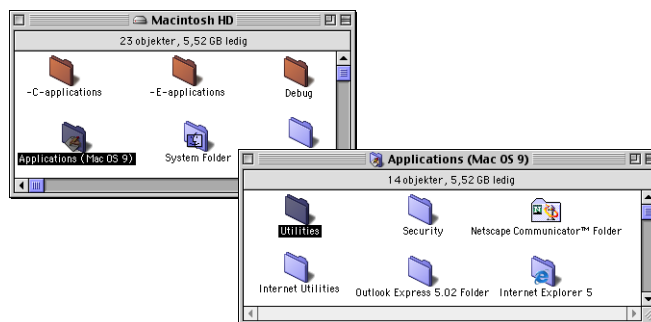 Macintosh HD
23 objekter, 5,52 GB ledig
-C-applications
-E-applications
Debug
Applications (Mac OS 9)
System Folder
Applications (Mac OS 9)
14 objekter, 5,52 GB ledig
Utilities
Security
Netscape Communicator™ Folder
Internet Utilities
Outlook Express 5.02 Folder
Internet Explorer 5